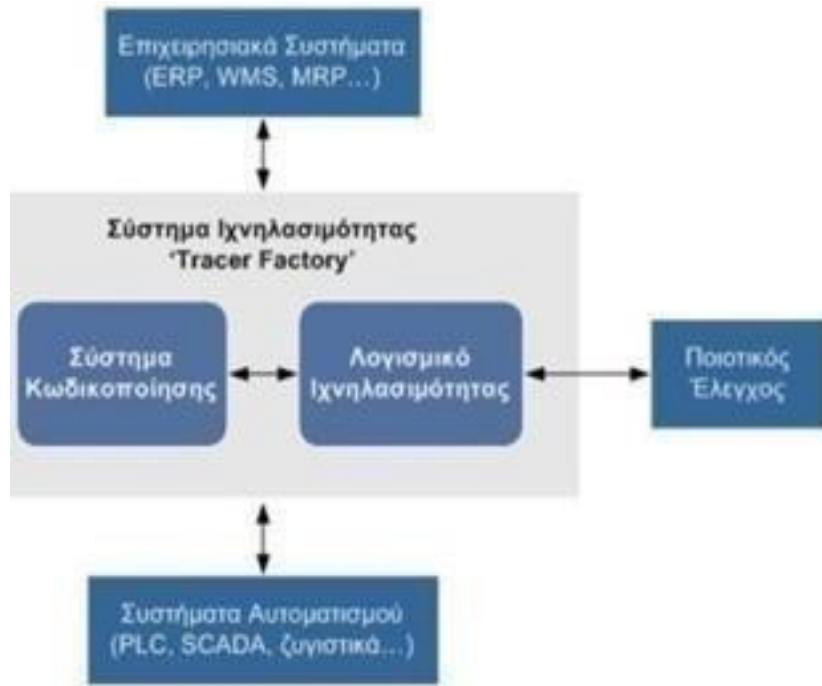 Επιχειρησιακά Συστήματα
(ERP, WMS, MRP...)
Σύστημα Ιχνηλασιμότητας
'Tracer Factory'
Σύστημα
Κωδικοποίησης
Λογισμικό
Ιχνηλασιμότητας
Ποιοτικός
Έλεγχος
Συστήματα Αυτοματισμού
(PLC, SCADA, ζυγιστικά...)